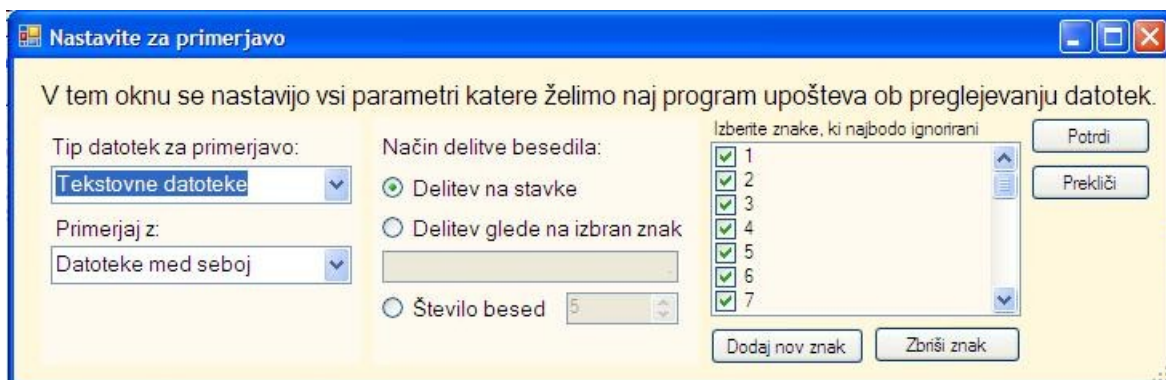 Nastavite za primerjavo
V tem oknu se nastavijo vsi parametri katere želimo naj program upošteva ob preglejevanju datotek.
Tip datotek za primerjavo:
Tekstovne datoteke
Primerjaj z:
Datoteke med seboj
Način delitve besedila:
Delitev na stavke
Delitev glede na izbran znak
.
Število besed 5
Izberite znake, ki najbodo ignorirani
1
2
3
4
5
6
7
Dodaj nov znak Zbriši znak
Potrdi
Prekliči